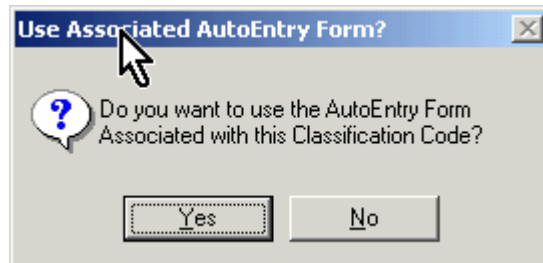 Use Associated AutoEntry Form?
Do you want to use the AutoEntry Form
Associated with this Classification Code?
Yes No